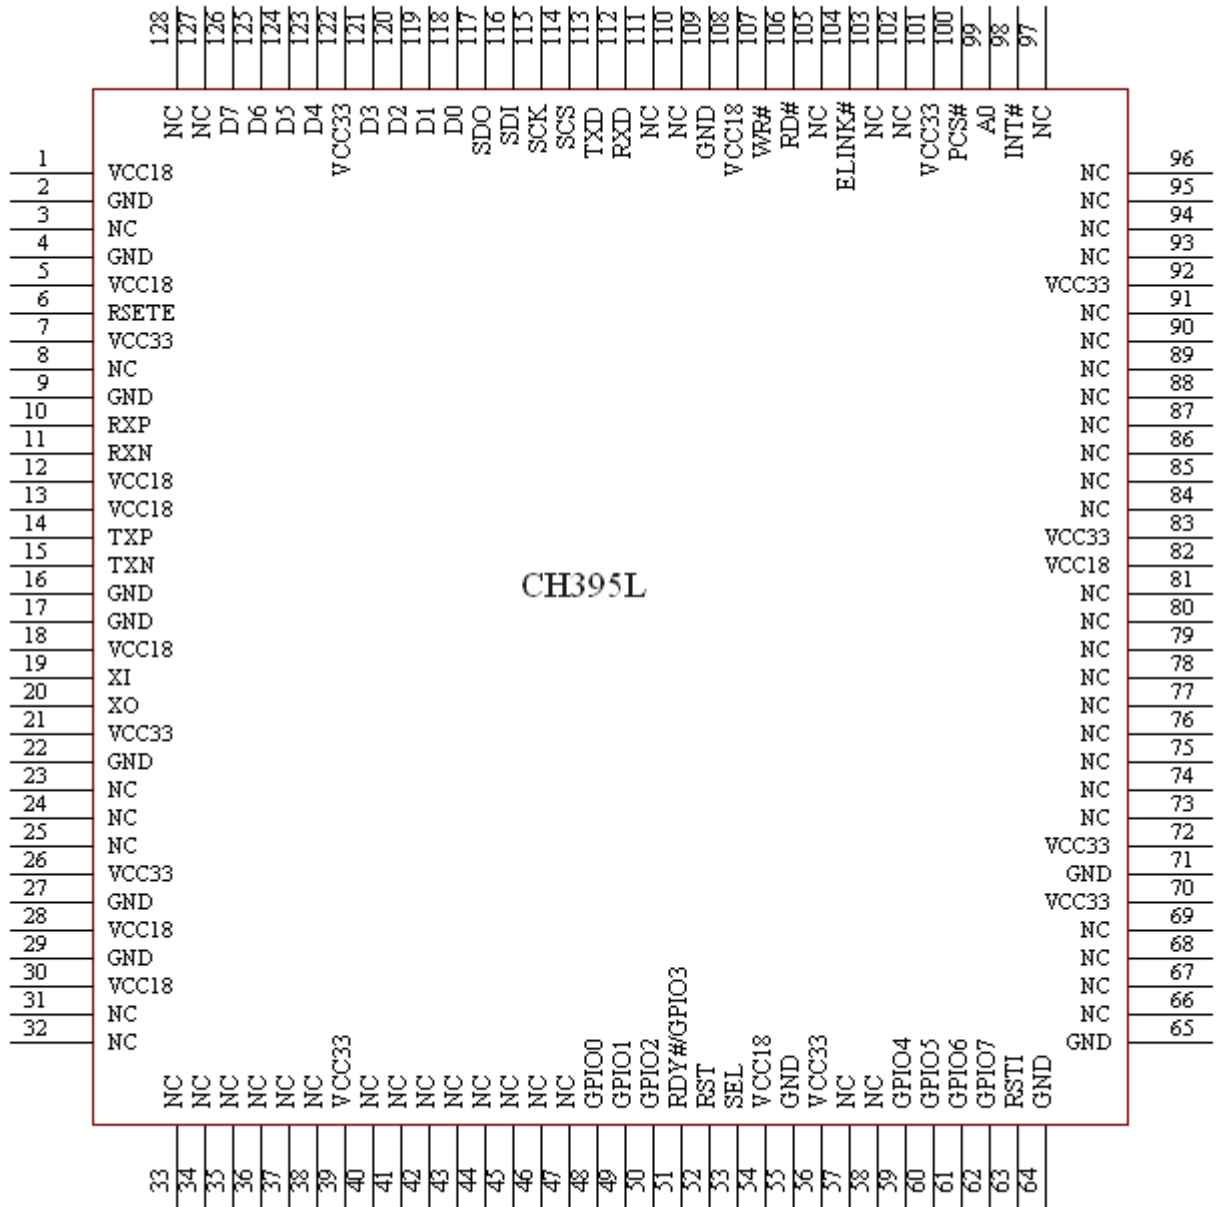 128 127 126 125 124 123 122 121 120 119 118 117 116 115 114 113 112 111 110 109 108 107 106 105 104 103 102 101 100 99 98 97
NC NC D7 D6 D5 D4 VCC33 D3 D2 D1 D0 SDO SDI SCK SCS TXD RXD NC NC GND VCC18 WR# RD# NC ELINK# NC NC VCC33 PCS# A0 INT# NC
1 VCC18 NC 96
2 GND NC 95
3 NC NC 94
4 GND NC 93
5 VCC18 VCC33 92
6 RSETE NC 91
7 VCC33 NC 90
8 NC NC 89
9 GND NC 88
10 RXP NC 87
11 RXN NC 86
12 VCC18 NC 85
13 VCC18 NC 84
14 TXP VCC33 83
15 TXN VCC18 82
CH395L
16 GND NC 81
17 GND NC 80
18 VCC18 NC 79
19 XI NC 78
20 XO NC 77
21 VCC33 NC 76
22 GND NC 75
23 NC NC 74
24 NC NC 73
25 NC VCC33 72
26 VCC33 GND 71
27 GND VCC33 70
28 VCC18 NC 69
29 GND NC 68
30 VCC18 NC 67
31 NC NC 66
32 NC GND 65
NC NC NC NC NC NC VCC33 NC NC NC NC NC NC NC NC GPIO0 GPIO1 GPIO2 RDY#/GPIO3 RST SEL VCC18 GND VCC33 NC NC GPIO4 GPIO5 GPIO6 GPIO7 RSTI GND
33 34 35 36 37 38 39 40 41 42 43 44 45 46 47 48 49 50 51 52 53 54 55 56 57 58 59 60 61 62 63 64